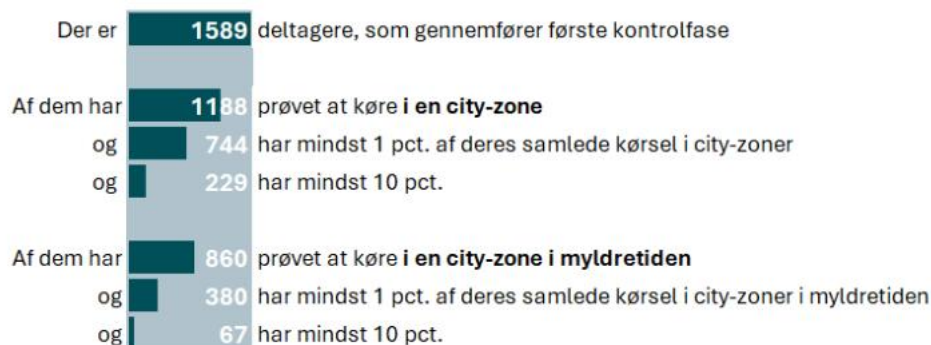 Der er 1589 deltagere, som gennemfører første kontrolfase
Af dem har 1188 prøvet at køre i en city-zone
og 744 har mindst 1 pct. af deres samlede kørsel i city-zoner
og 229 har mindst 10 pct.
Af dem har 860 prøvet at køre i en city-zone i myldretiden
og 380 har mindst 1 pct. af deres samlede kørsel i city-zoner i myldretiden
og 67 har mindst 10 pct.